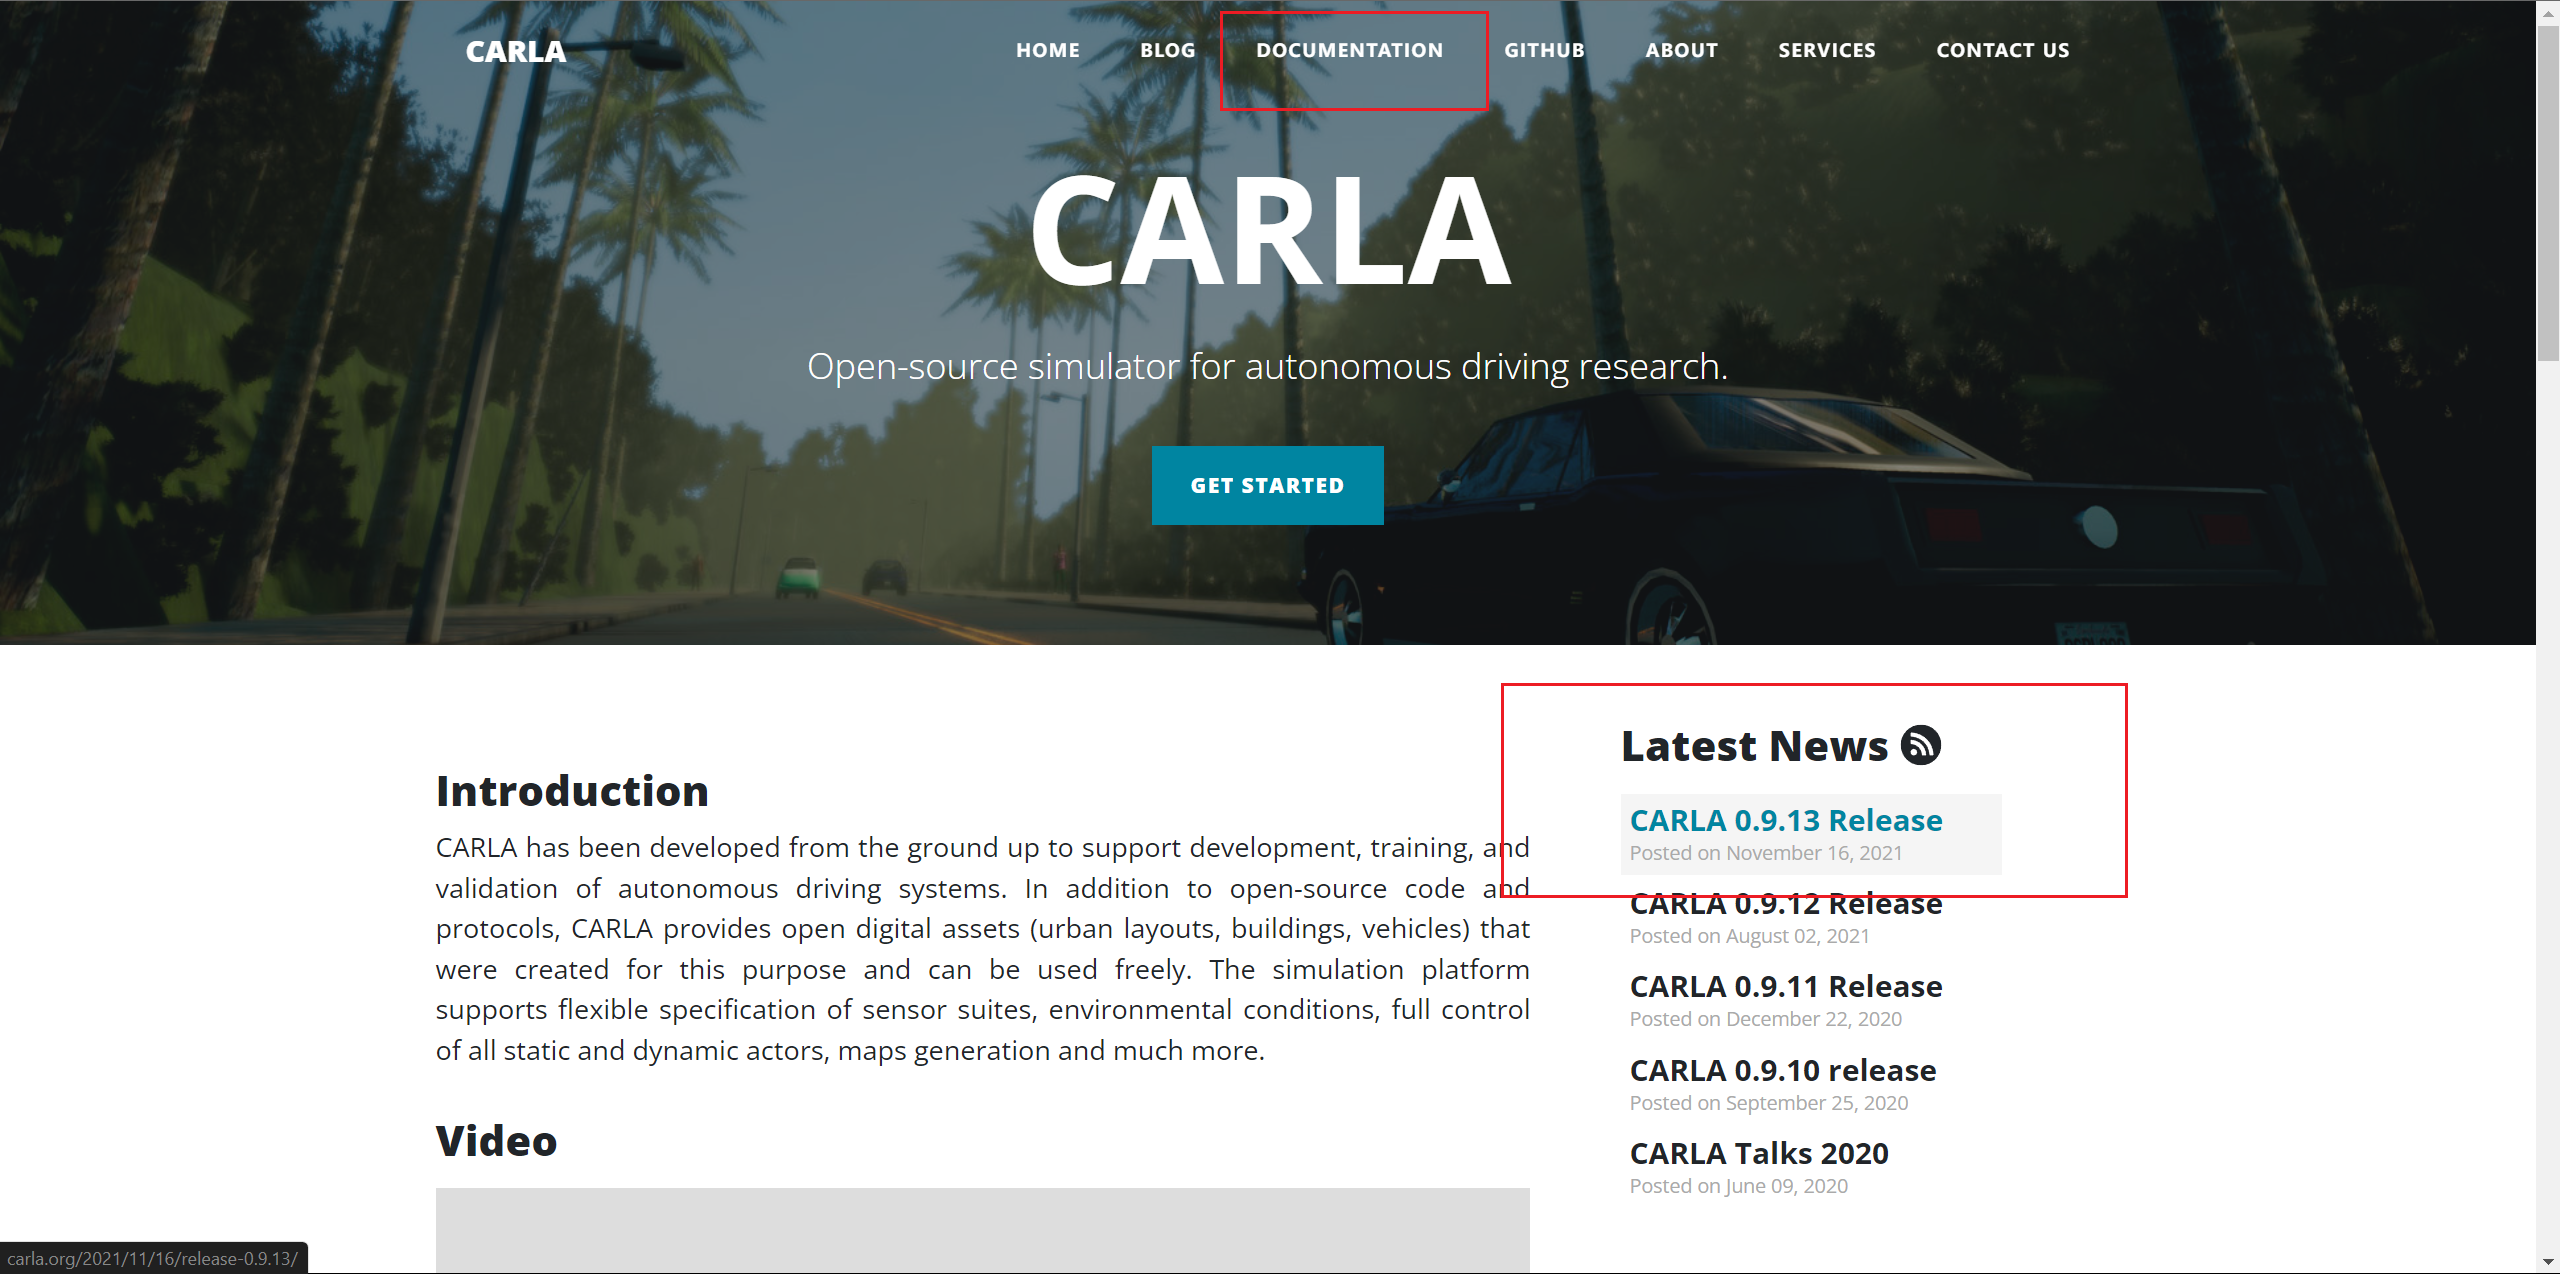 CARLA
HOME BLOG DOCUMENTATION GITHUB ABOUT SERVICES CONTACT US
CARLA
Open-source simulator for autonomous driving research.
GET STARTED
Introduction
CARLA has been developed from the ground up to support development, training, and
validation of autonomous driving systems. In addition to open-source code and
protocols, CARLA provides open digital assets (urban layouts, buildings, vehicles) that
were created for this purpose and can be used freely. The simulation platform
supports flexible specification of sensor suites, environmental conditions, full control
of all static and dynamic actors, maps generation and much more.
Video
Latest News
CARLA 0.9.13 Release
Posted on November 16, 2021
CARLA 0.9.12 Release
Posted on August 02, 2021
CARLA 0.9.11 Release
Posted on December 22, 2020
CARLA 0.9.10 release
Posted on September 25, 2020
CARLA Talks 2020
Posted on June 09, 2020
carla.org/2021/11/16/release-0.9.13/